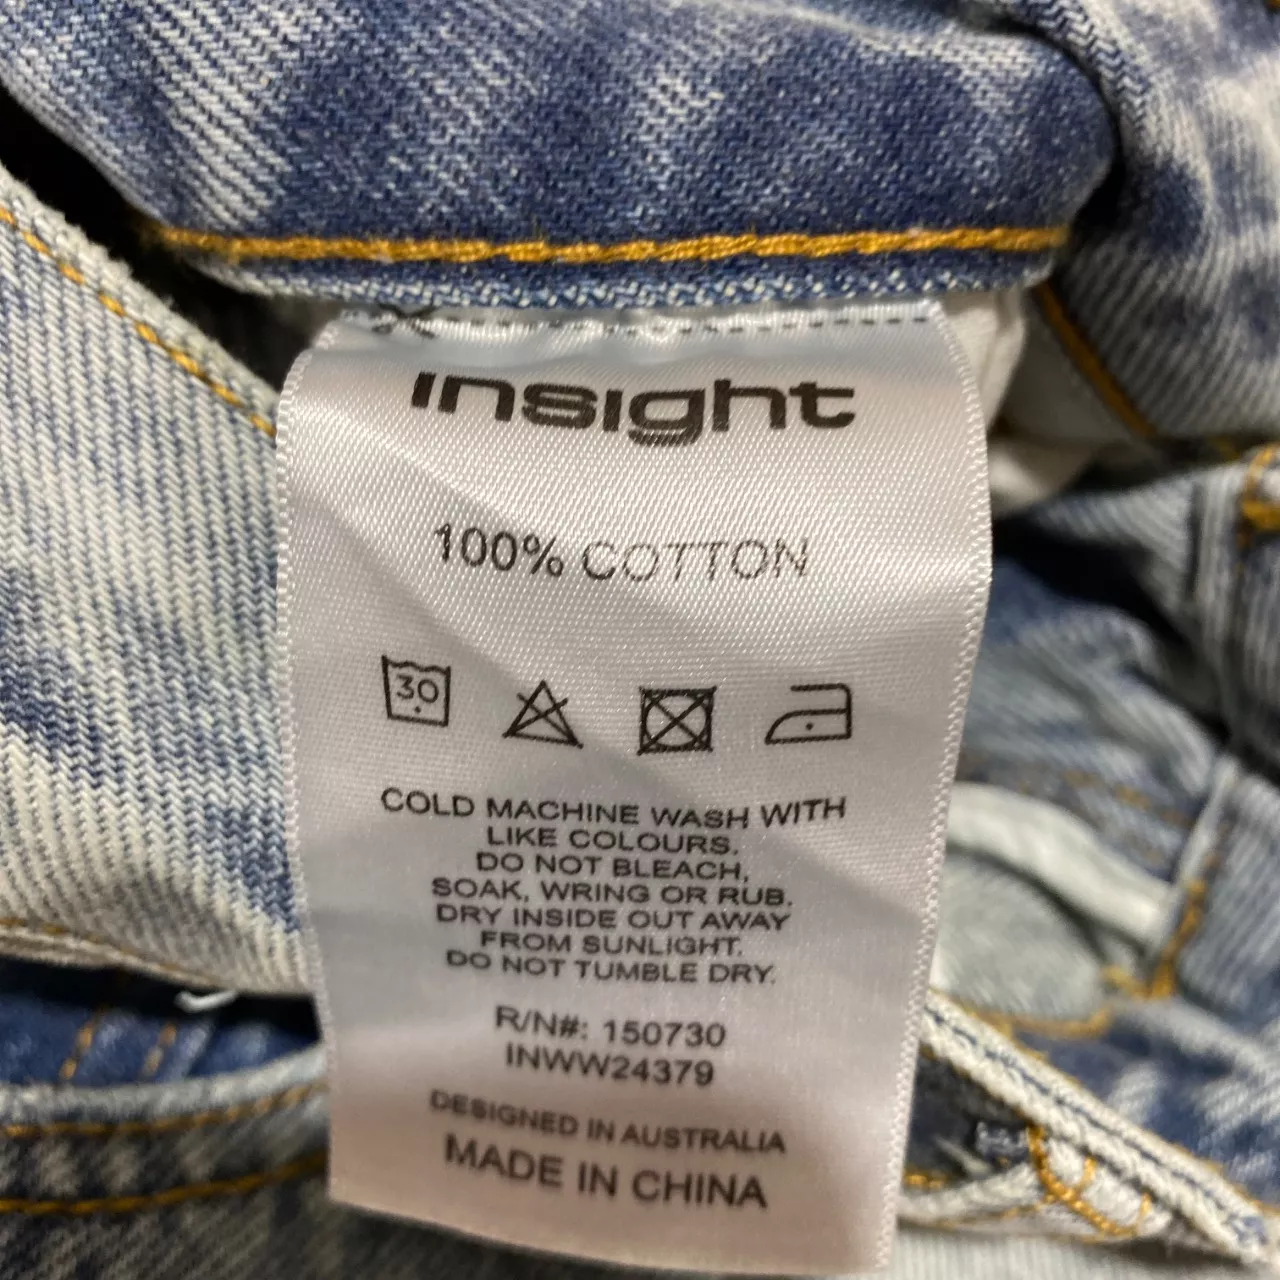 insight
100% COTTON
30
COLD MACHINE WASH WITH
LIKE COLOURS.
DO NOT BLEACH,
SOAK, WRING OR RUB.
DRY INSIDE OUT AWAY
FROM SUNLIGHT.
DO NOT TUMBLE DRY.
R/N#: 150730
INWW24379
DESIGNED IN AUSTRALIA
MADE IN CHINA